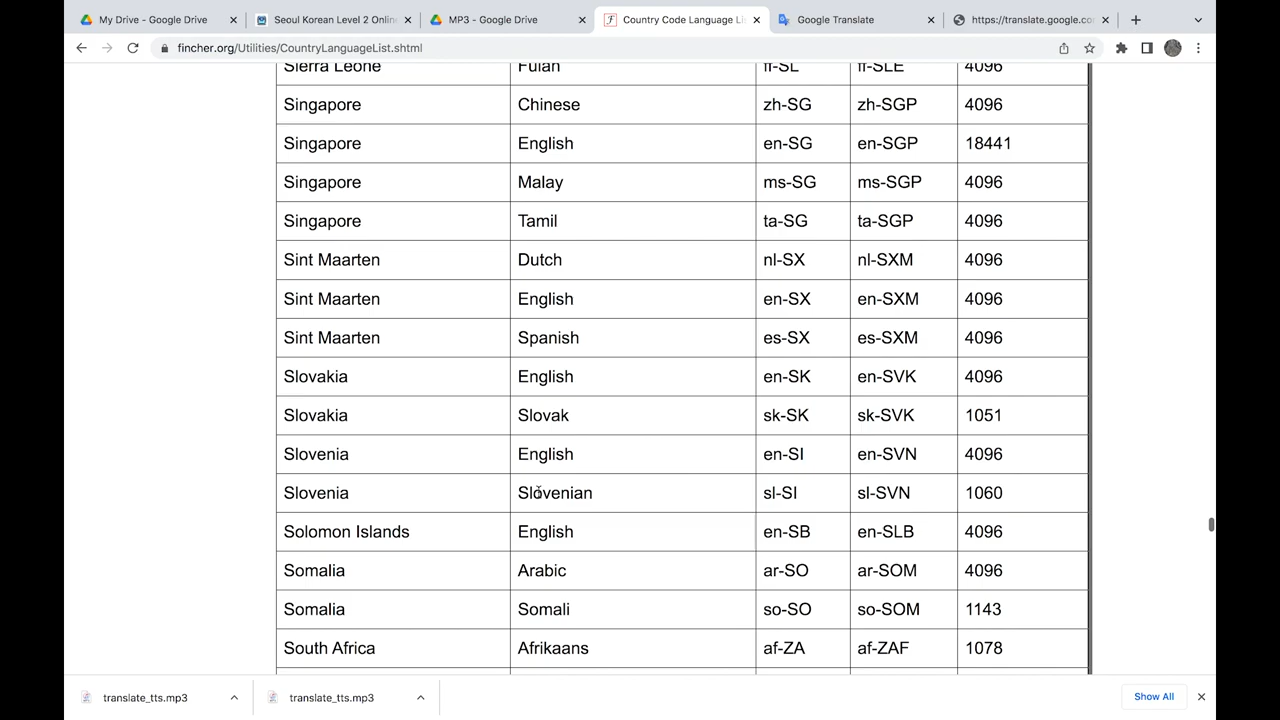 My Drive - Google Drive
Seoul Korean Level 2 Onlin
MP3 - Google Drive
Country Code Language Lis
Google Translate
https://translate.google.co
fincher.org/Utilities/CountryLanguageList.shtml
Sierra Leone Fulah ff-SL ff-SLE 4096
Singapore Chinese zh-SG zh-SGP 4096
Singapore English en-SG en-SGP 18441
Singapore Malay ms-SG ms-SGP 4096
Singapore Tamil ta-SG ta-SGP 4096
Sint Maarten Dutch nl-SX nl-SXM 4096
Sint Maarten English en-SX en-SXM 4096
Sint Maarten Spanish es-SX es-SXM 4096
Slovakia English en-SK en-SVK 4096
Slovakia Slovak sk-SK sk-SVK 1051
Slovenia English en-SI en-SVN 4096
Slovenia Slovenian sl-SI sl-SVN 1060
Solomon Islands English en-SB en-SLB 4096
Somalia Arabic ar-SO ar-SOM 4096
Somalia Somali so-SO so-SOM 1143
South Africa Afrikaans af-ZA af-ZAF 1078
translate_tts.mp3
translate_tts.mp3
Show All